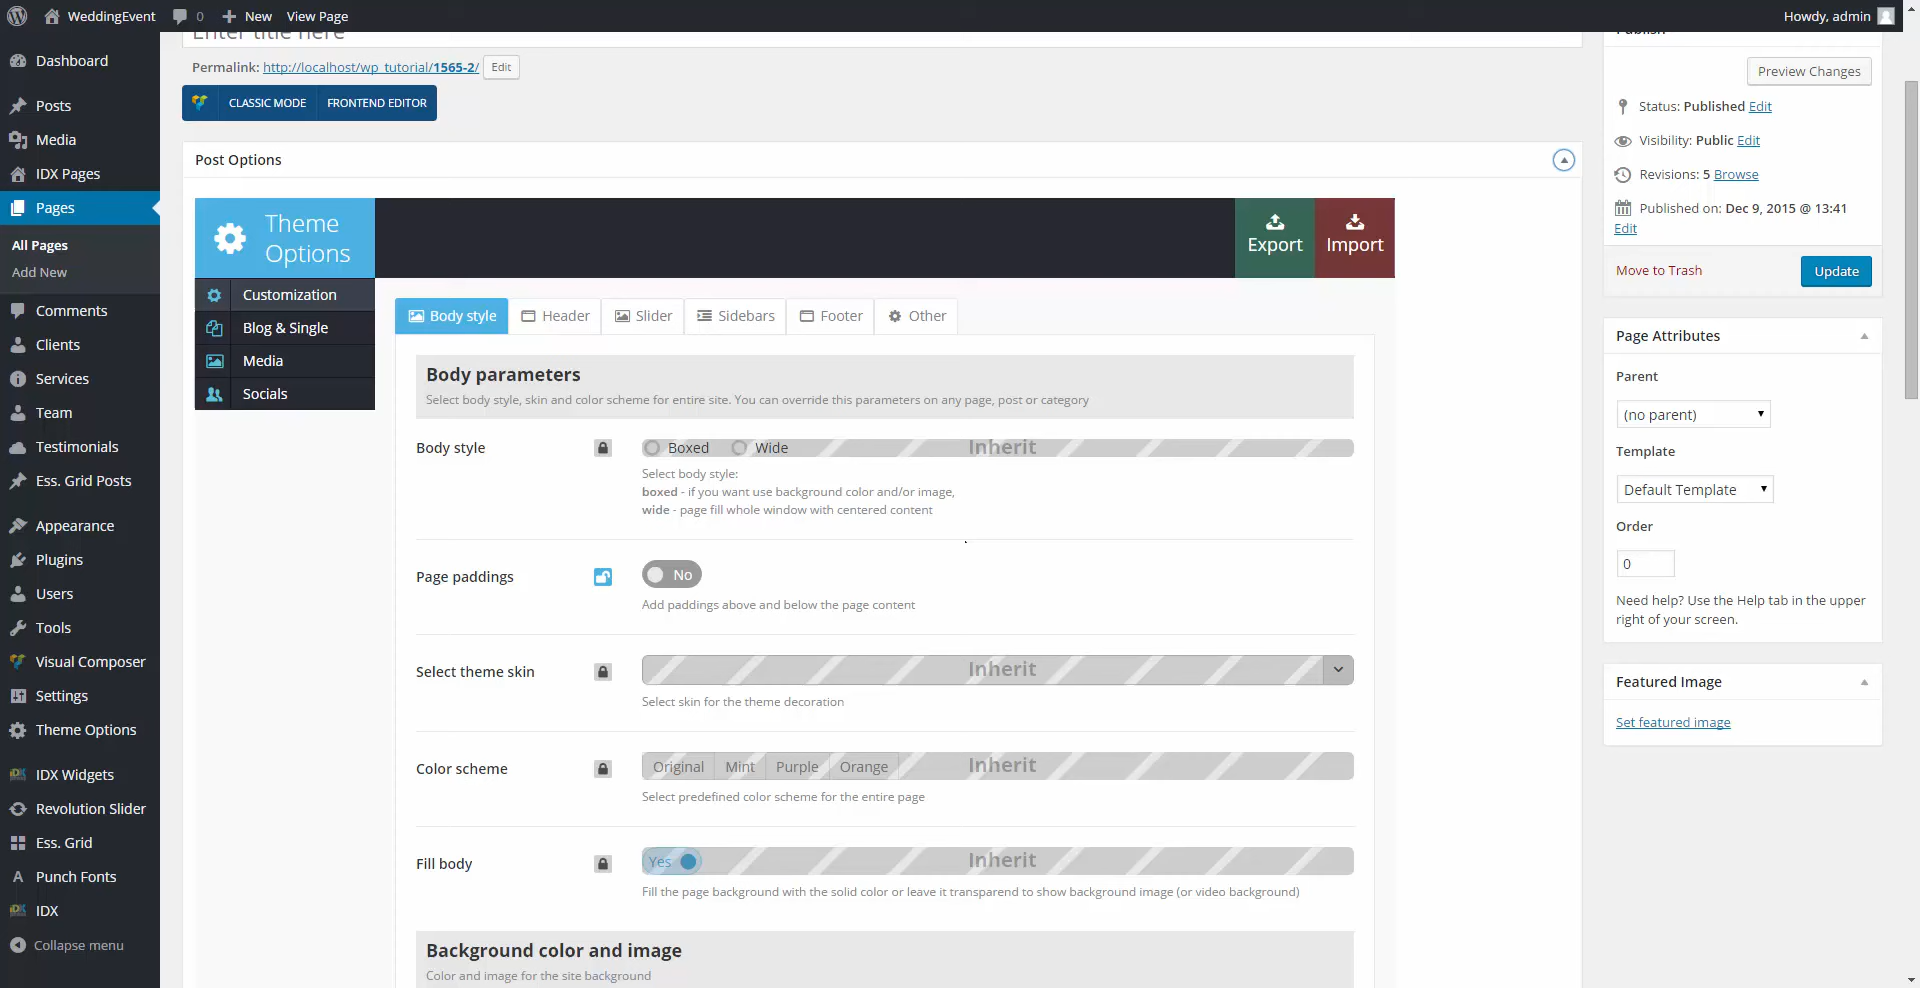 WeddingEvent
0
New
View Page
Howdy, admin
Dashboard
Posts
Media
IDX Pages
Pages
All Pages
Add New
Comments
Clients
Services
Team
Testimonials
Ess. Grid Posts
Appearance
Plugins
Users
Tools
Visual Composer
Settings
Theme Options
IDX Widgets
Revolution Slider
Ess. Grid
Punch Fonts
IDX
Collapse menu
Enter title here
Permalink: http://localhost/wp_tutorial/1565-2/ Edit
CLASSIC MODE FRONTEND EDITOR
Post Options
Theme
Options
Export
Import
Customization
Blog & Single
Media
Socials
Body style
Header
Slider
Sidebars
Footer
Other
Body parameters
Select body style, skin and color scheme for entire site. You can override this parameters on any page, post or category
Body style
Boxed Wide Inherit
Select body style:
boxed - if you want use background color and/or image,
wide - page fill whole window with centered content
Page paddings
No
Add paddings above and below the page content
Select theme skin
Inherit
Select skin for the theme decoration
Color scheme
Original Mint Purple Orange Inherit
Select predefined color scheme for the entire page
Fill body
Yes Inherit
Fill the page background with the solid color or leave it transparend to show background image (or video background)
Background color and image
Color and image for the site background
Publish
Preview Changes
Status: Published Edit
Visibility: Public Edit
Revisions: 5 Browse
Published on: Dec 9, 2015 @ 13:41
Edit
Move to Trash
Update
Page Attributes
Parent
(no parent)
Template
Default Template
Order
0
Need help? Use the Help tab in the upper
right of your screen.
Featured Image
Set featured image